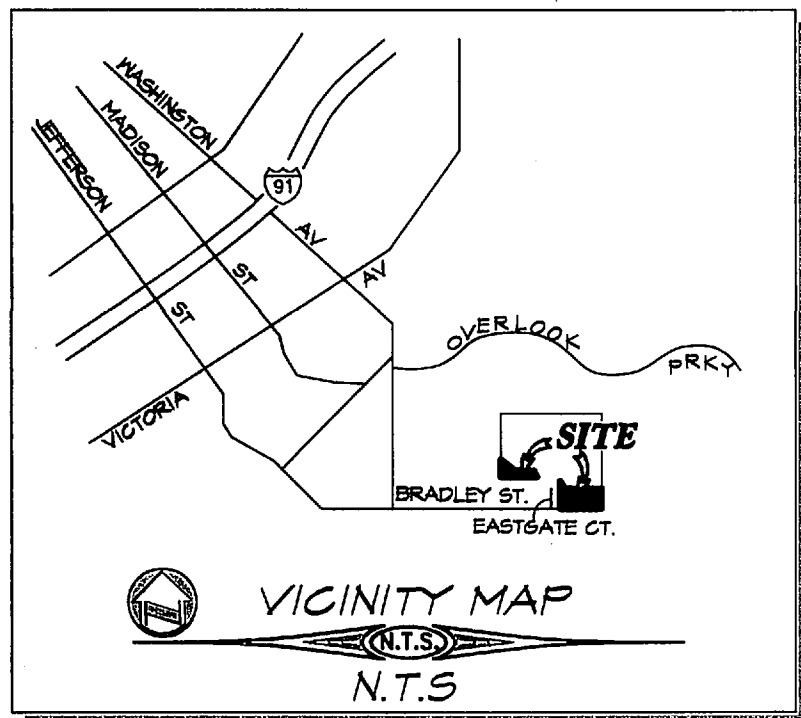 WASHINGTON
MADISON
JEFFERSON
91
AV
AV
ST
ST
OVERLOOK
PRKY
VICTORIA
SITE
BRADLEY ST.
EASTGATE CT.
VICINITY MAP
N.T.S.
N.T.S